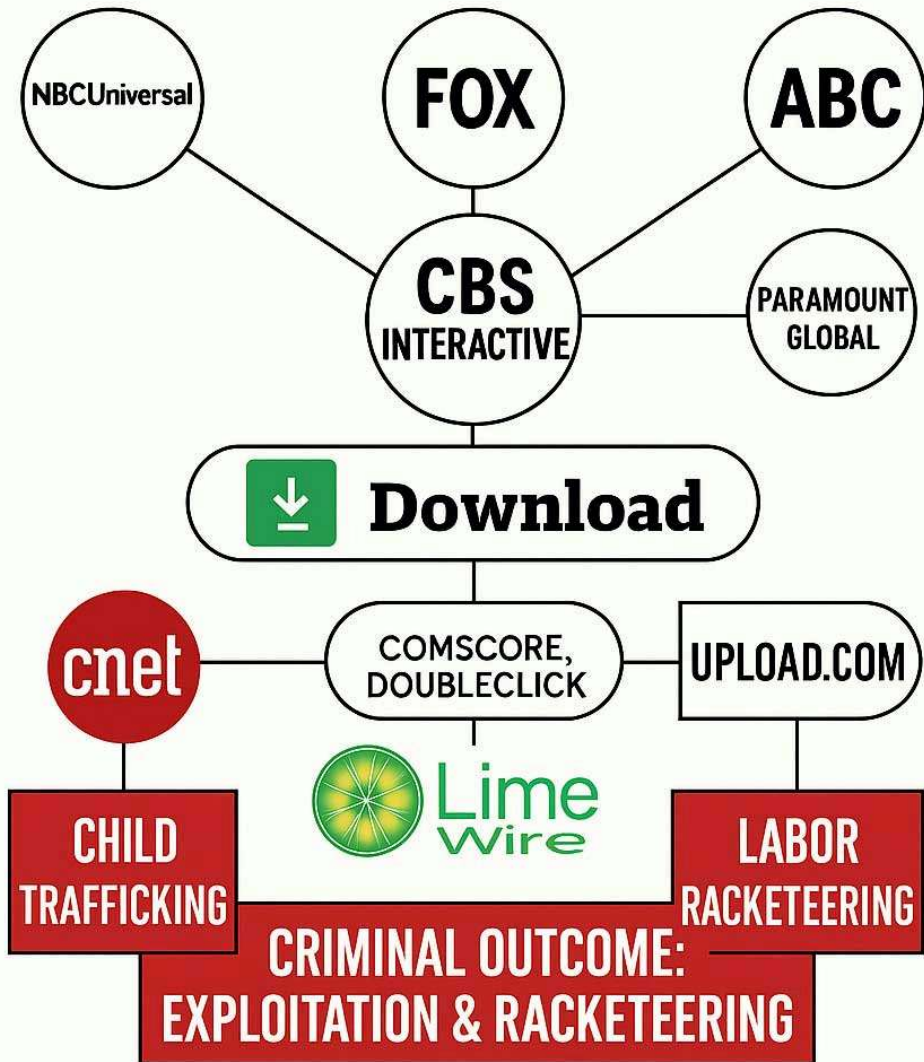 NBCUniversal
FOX
ABC
CBS
INTERACTIVE
PARAMOUNT
GLOBAL
Download
cnet
COMSCORE,
DOUBLECLICK
UPLOAD.COM
Lime
Wire
CHILD
TRAFFICKING
LABOR
RACKETEERING
CRIMINAL OUTCOME:
EXPLOITATION & RACKETEERING